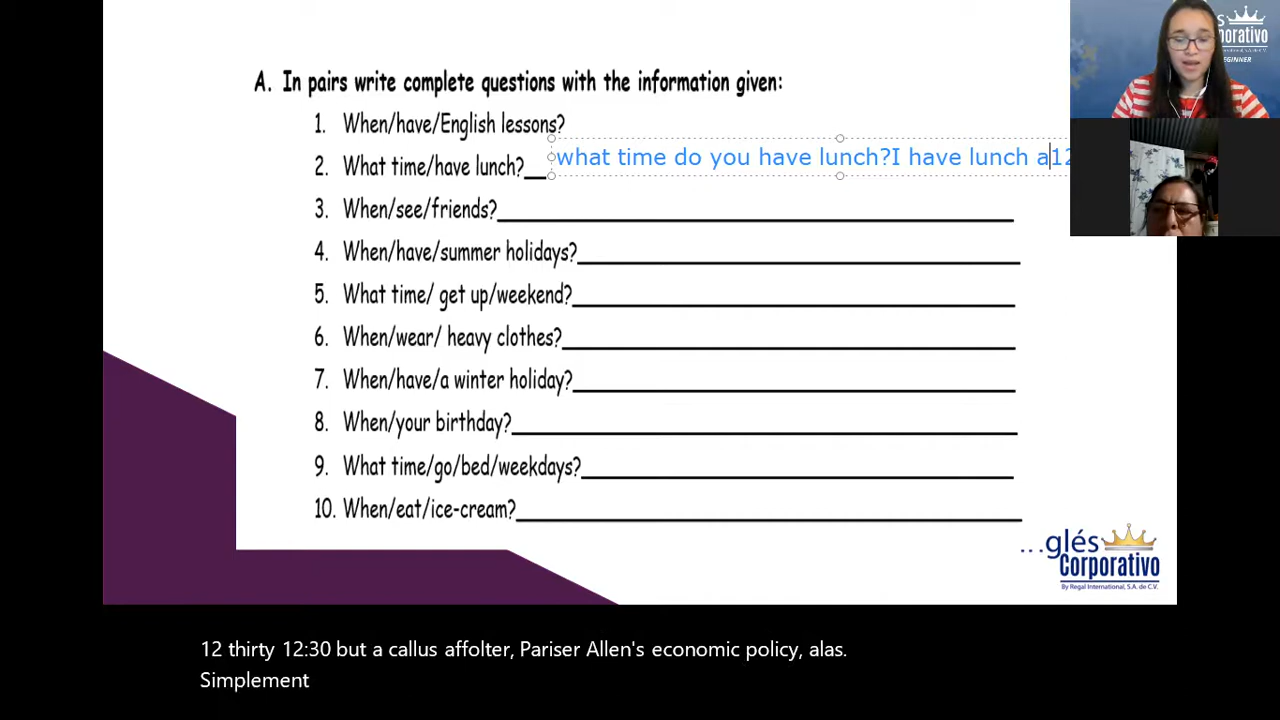 A. In pairs write complete questions with the information given:
1. When/have/English lessons?
what time do you have lunch?I have lunch a12
2. What time/have lunch?__
3. When/see/friends?
4. When/have/summer holidays?
5. What time/ get up/weekend?
6. When/wear/ heavy clothes?
7. When/have/a winter holiday?
8. When/your birthday?
9. What time/go/bed/weekdays?
10. When/eat/ice-cream?
...glés
Corporativo
By Regal International, S.A. de C.V.
s
porativo
EGINNER
12 thirty 12:30 but a callus affolter, Pariser Allen's economic policy, alas.
Simplement